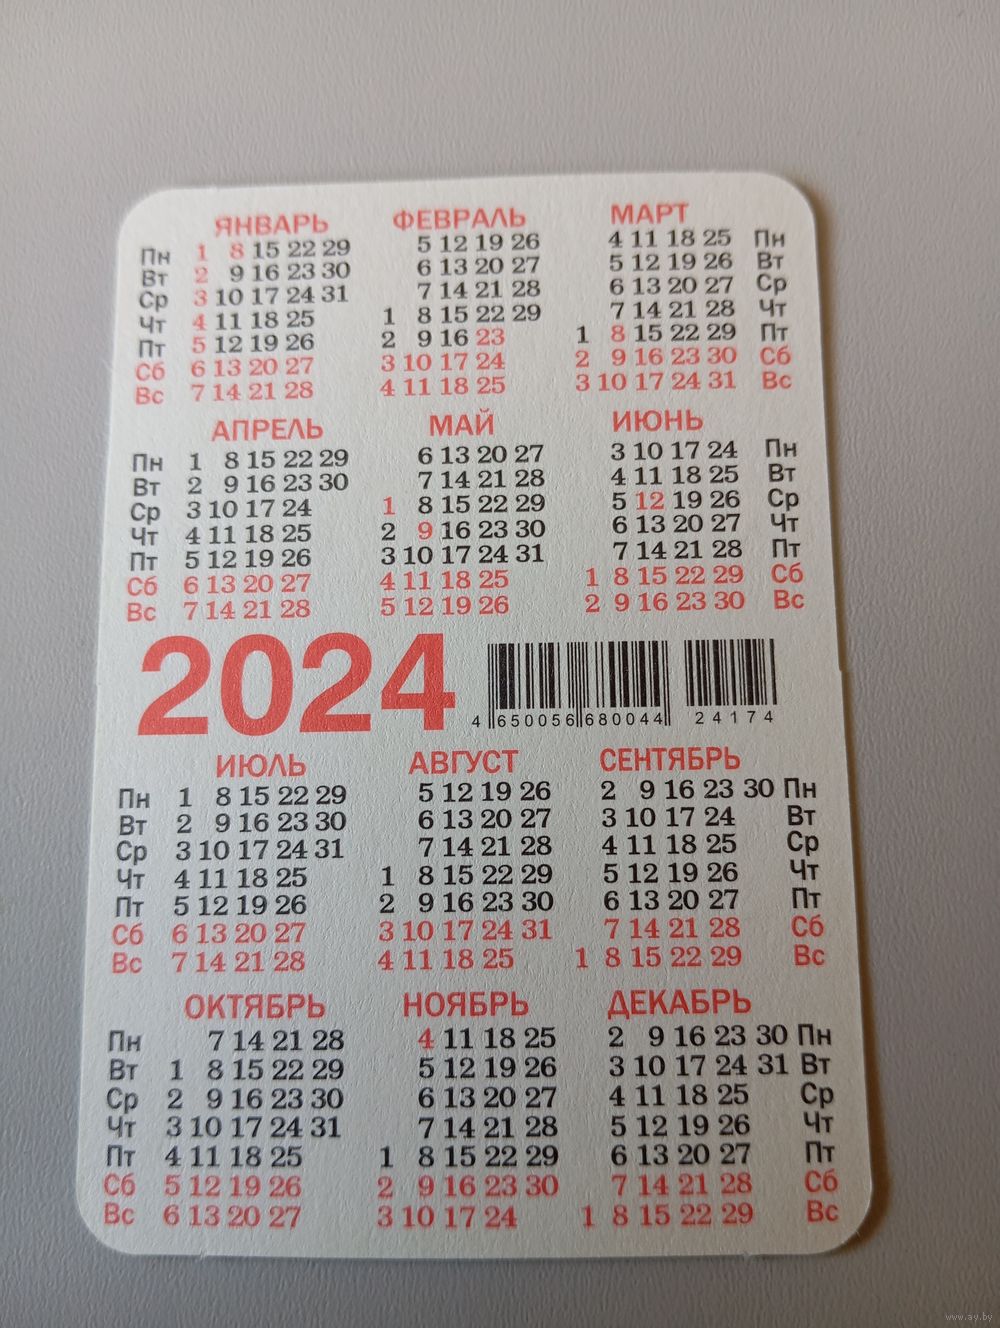 ЯНВАРЬ ФЕВРАЛЬ МАРТ
Пн 1 8 15 22 29 5 12 19 26 4 11 18 25 Пн
Вт 2 9 16 23 30 6 13 20 27 5 12 19 26 Вт
Ср 3 10 17 24 31 7 14 21 28 6 13 20 27 Ср
Чт 4 11 18 25 1 8 15 22 29 7 14 21 28 Чт
Пт 5 12 19 26 2 9 16 23 1 8 15 22 29 Пт
Сб 6 13 20 27 3 10 17 24 2 9 16 23 30 Сб
Вс 7 14 21 28 4 11 18 25 3 10 17 24 31 Вс
АПРЕЛЬ МАЙ ИЮНЬ
Пн 1 8 15 22 29 6 13 20 27 3 10 17 24 Пн
Вт 2 9 16 23 30 7 14 21 28 4 11 18 25 Вт
Ср 3 10 17 24 1 8 15 22 29 5 12 19 26 Ср
Чт 4 11 18 25 2 9 16 23 30 6 13 20 27 Чт
Пт 5 12 19 26 3 10 17 24 31 7 14 21 28 Пт
Сб 6 13 20 27 4 11 18 25 1 8 15 22 29 Сб
Вс 7 14 21 28 5 12 19 26 2 9 16 23 30 Вс
2024 4 650056 680044 24174
ИЮЛЬ АВГУСТ СЕНТЯБРЬ
Пн 1 8 15 22 29 5 12 19 26 2 9 16 23 30 Пн
Вт 2 9 16 23 30 6 13 20 27 3 10 17 24 Вт
Ср 3 10 17 24 31 7 14 21 28 4 11 18 25 Ср
Чт 4 11 18 25 1 8 15 22 29 5 12 19 26 Чт
Пт 5 12 19 26 2 9 16 23 30 6 13 20 27 Пт
Сб 6 13 20 27 3 10 17 24 31 7 14 21 28 Сб
Вс 7 14 21 28 4 11 18 25 1 8 15 22 29 Вс
ОКТЯБРЬ НОЯБРЬ ДЕКАБРЬ
Пн 7 14 21 28 4 11 18 25 2 9 16 23 30 Пн
Вт 1 8 15 22 29 5 12 19 26 3 10 17 24 31 Вт
Ср 2 9 16 23 30 6 13 20 27 4 11 18 25 Ср
Чт 3 10 17 24 31 7 14 21 28 5 12 19 26 Чт
Пт 4 11 18 25 1 8 15 22 29 6 13 20 27 Пт
Сб 5 12 19 26 2 9 16 23 30 7 14 21 28 Сб
Вс 6 13 20 27 3 10 17 24 1 8 15 22 29 Вс
www.ay.by